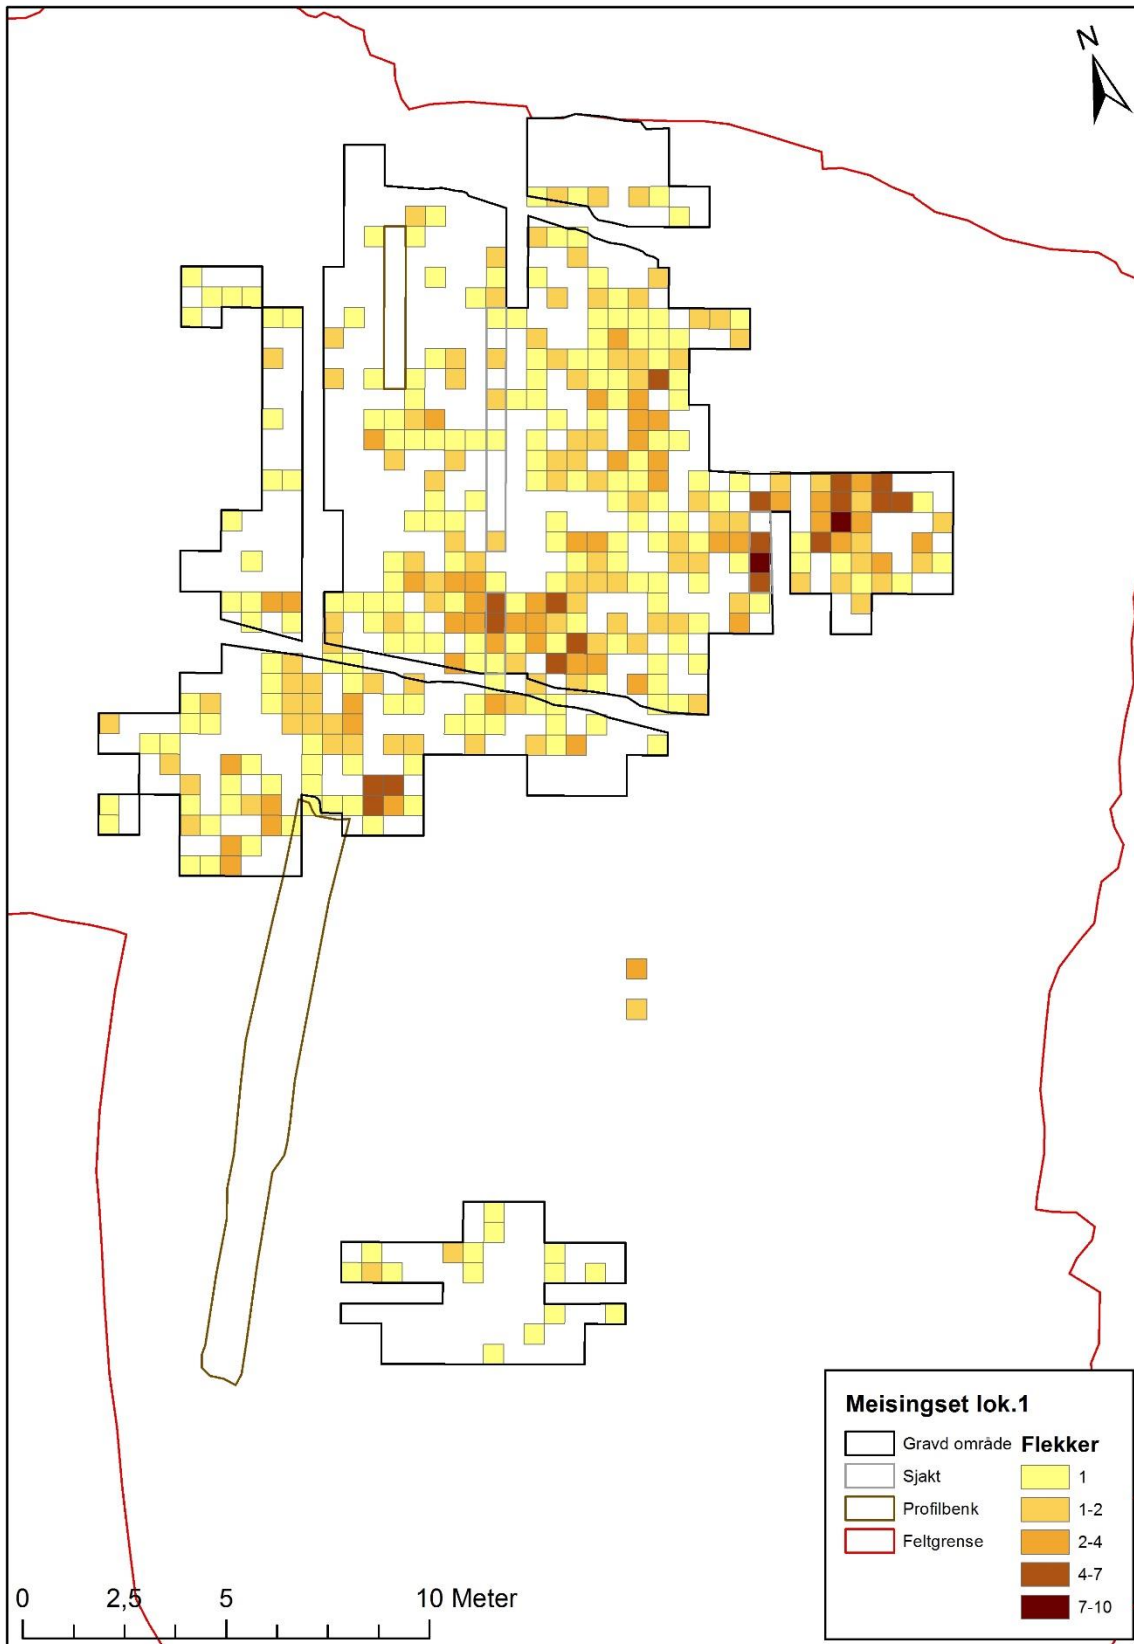 N
Meisingset lok.1
Gravd område
Sjakt
Profilbenk
Feltgrense
Flekker
1
1-2
2-4
4-7
7-10
0 2,5 5 10 Meter